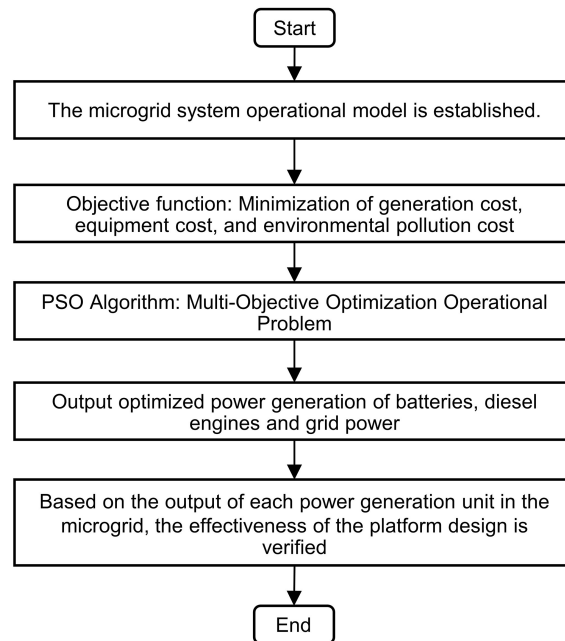 Start
The microgrid system operational model is established.
Objective function: Minimization of generation cost,
equipment cost, and environmental pollution cost
PSO Algorithm: Multi-Objective Optimization Operational
Problem
Output optimized power generation of batteries, diesel
engines and grid power
Based on the output of each power generation unit in the
microgrid, the effectiveness of the platform design is
verified
End